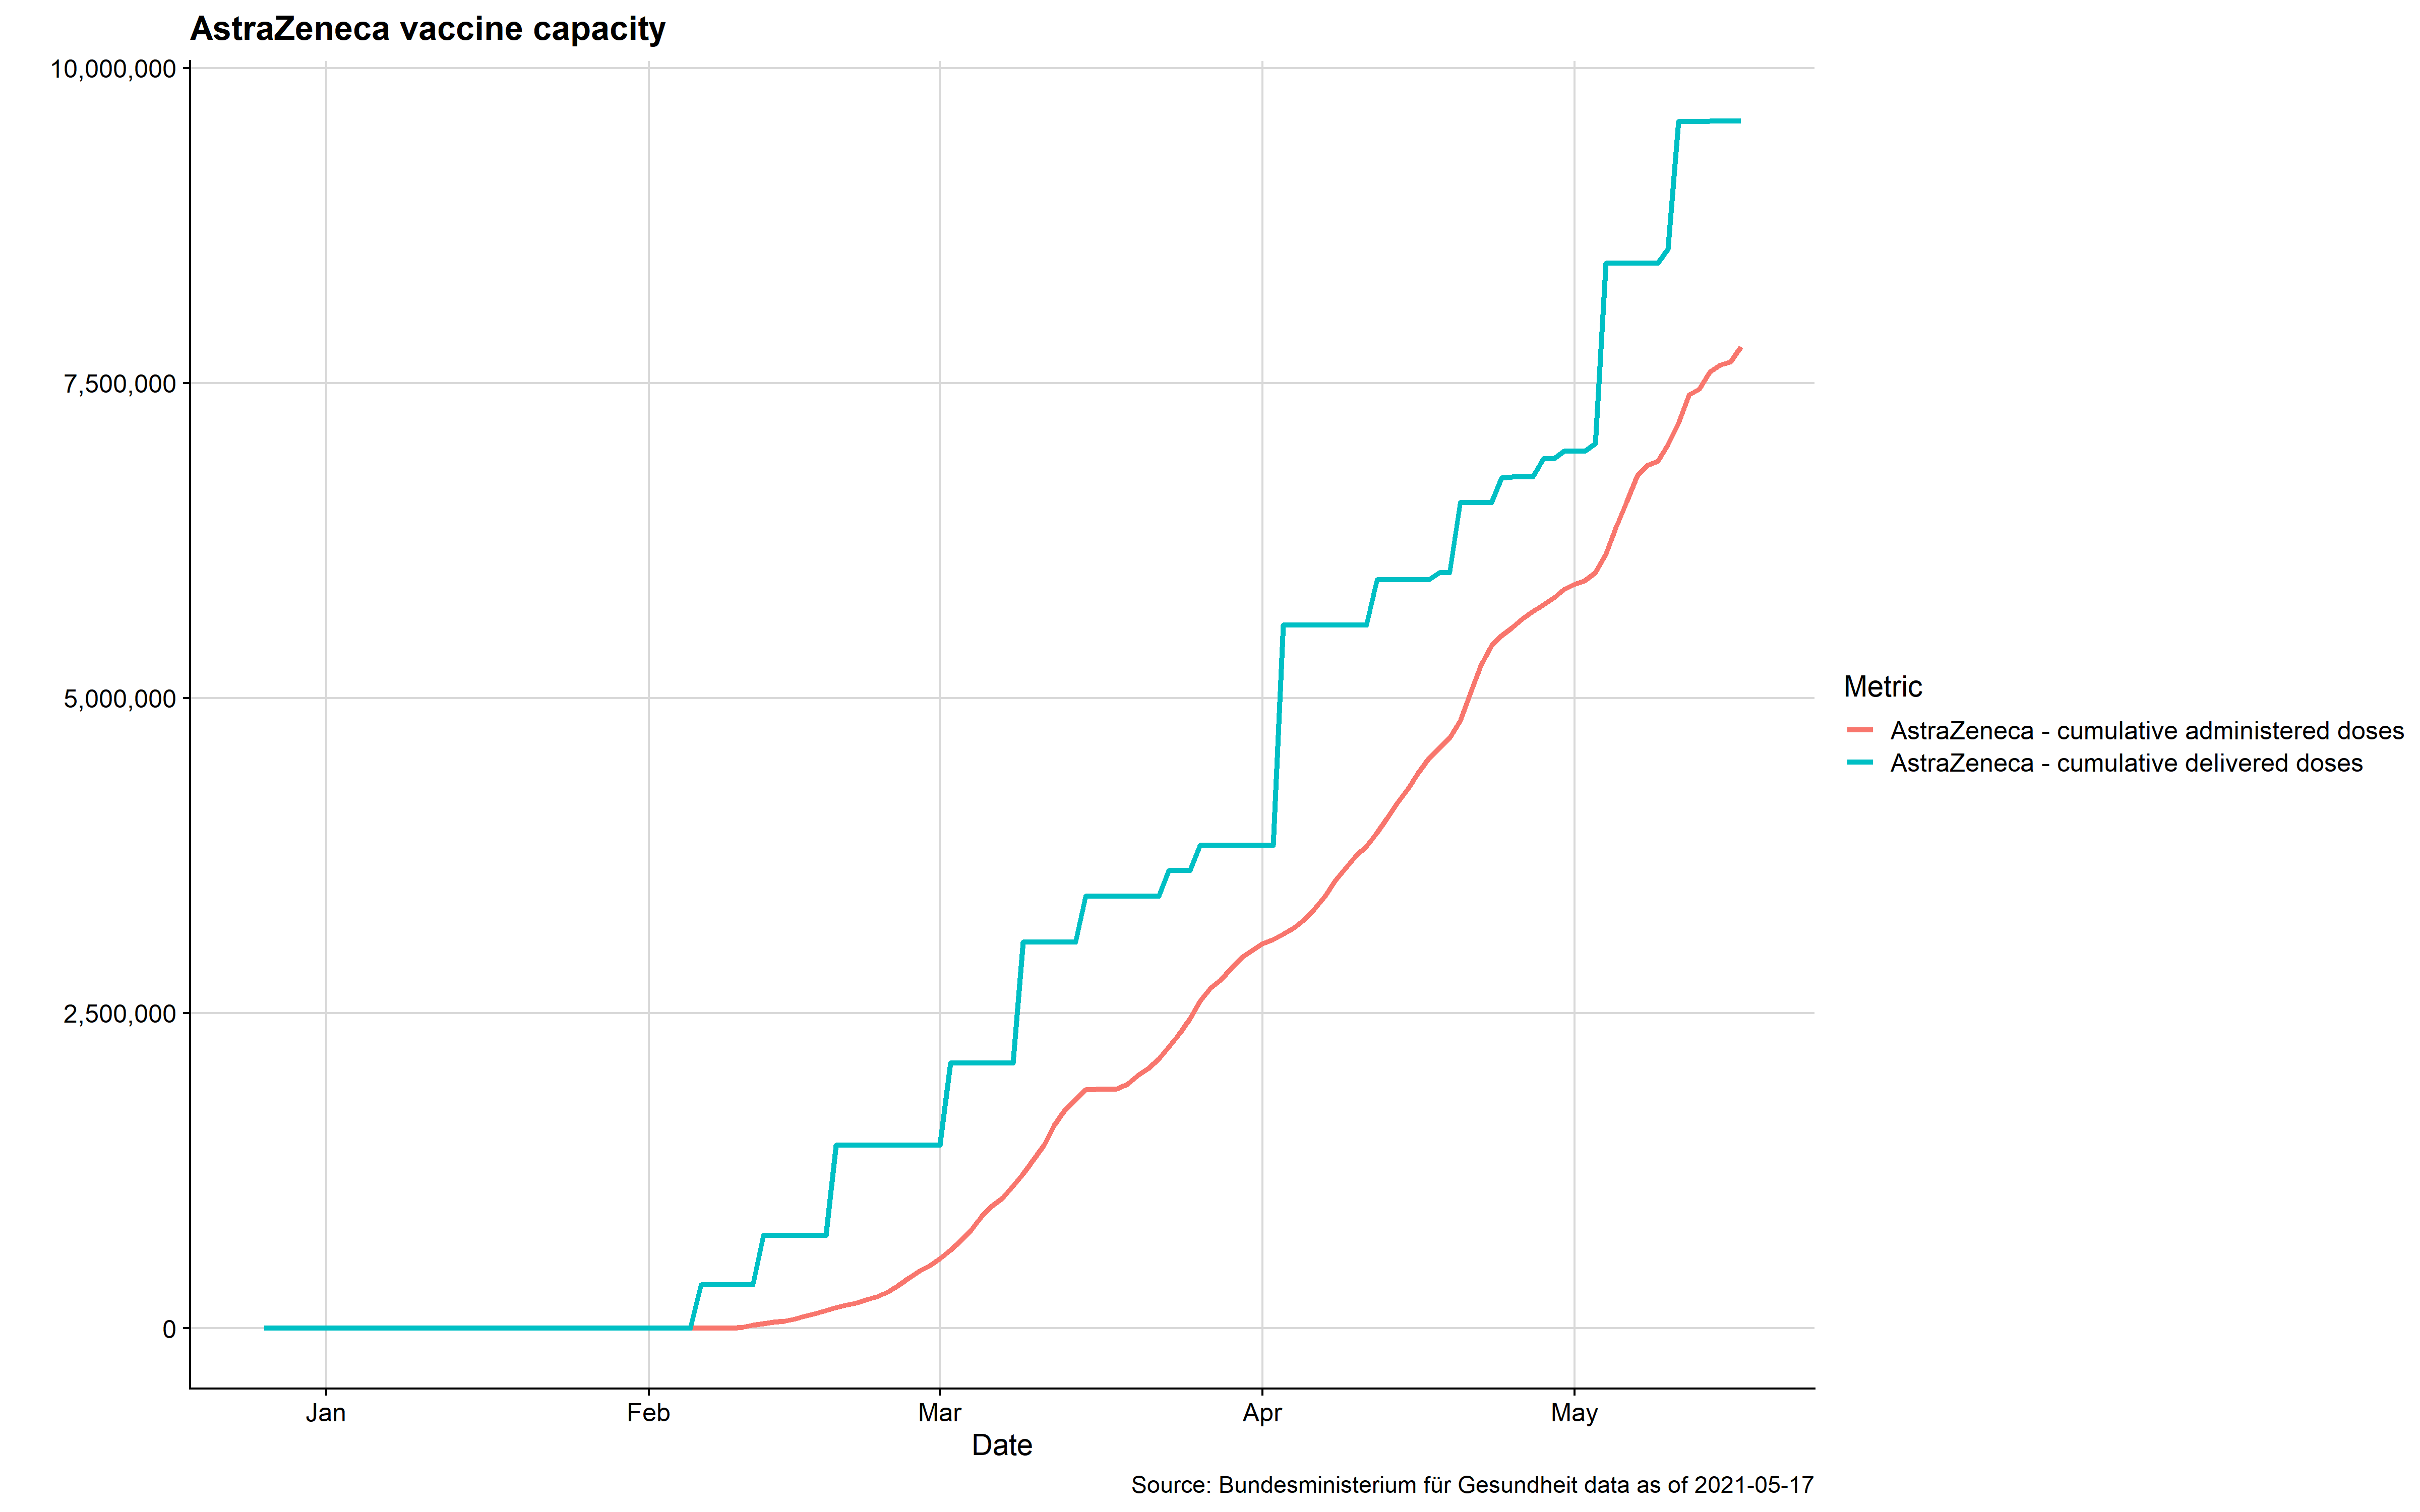 AstraZeneca vaccine capacity
10,000,000
7,500,000
5,000,000
2,500,000
0
Jan Feb Mar Apr May
Date
Metric
AstraZeneca - cumulative administered doses
AstraZeneca - cumulative delivered doses
Source: Bundesministerium für Gesundheit data as of 2021-05-17